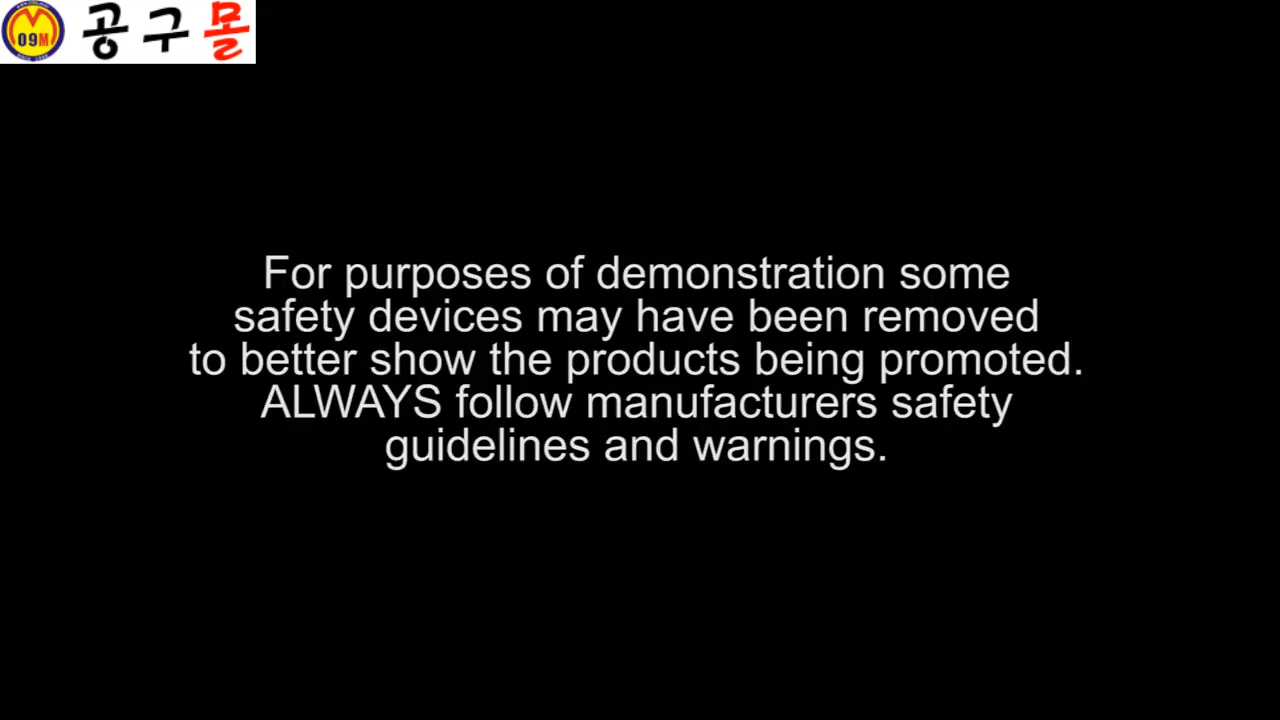 09M 공구몰
For purposes of demonstration some
safety devices may have been removed
to better show the products being promoted.
ALWAYS follow manufacturers safety
guidelines and warnings.